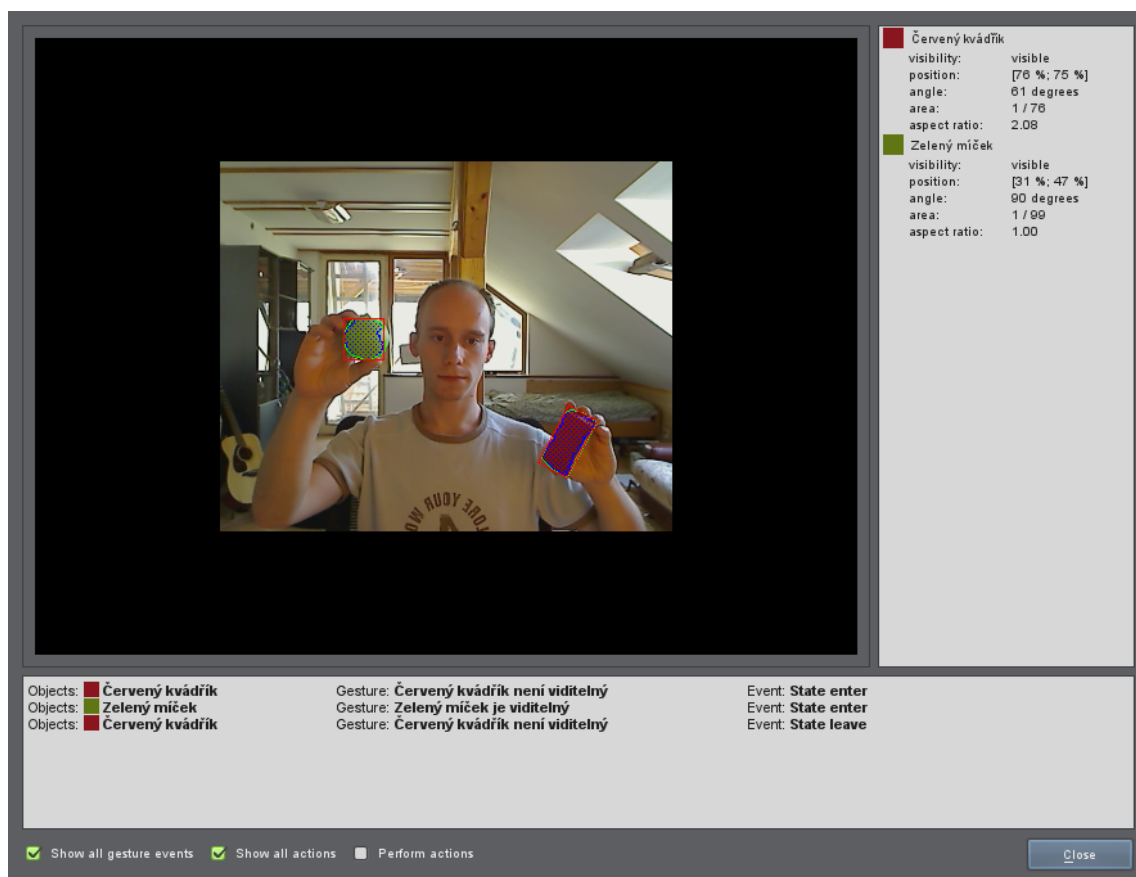 Červený kvádřík
visibility: visible
position: [76 %; 75 %]
angle: 61 degrees
area: 1 / 76
aspect ratio: 2.08
Zelený míček
visibility: visible
position: [31 %; 47 %]
angle: 90 degrees
area: 1 / 99
aspect ratio: 1.00
Objects: Červený kvádřík Gesture: Červený kvádřík není viditelný Event: State enter
Objects: Zelený míček Gesture: Zelený míček je viditelný Event: State enter
Objects: Červený kvádřík Gesture: Červený kvádřík není viditelný Event: State leave
Show all gesture events Show all actions Perform actions Close